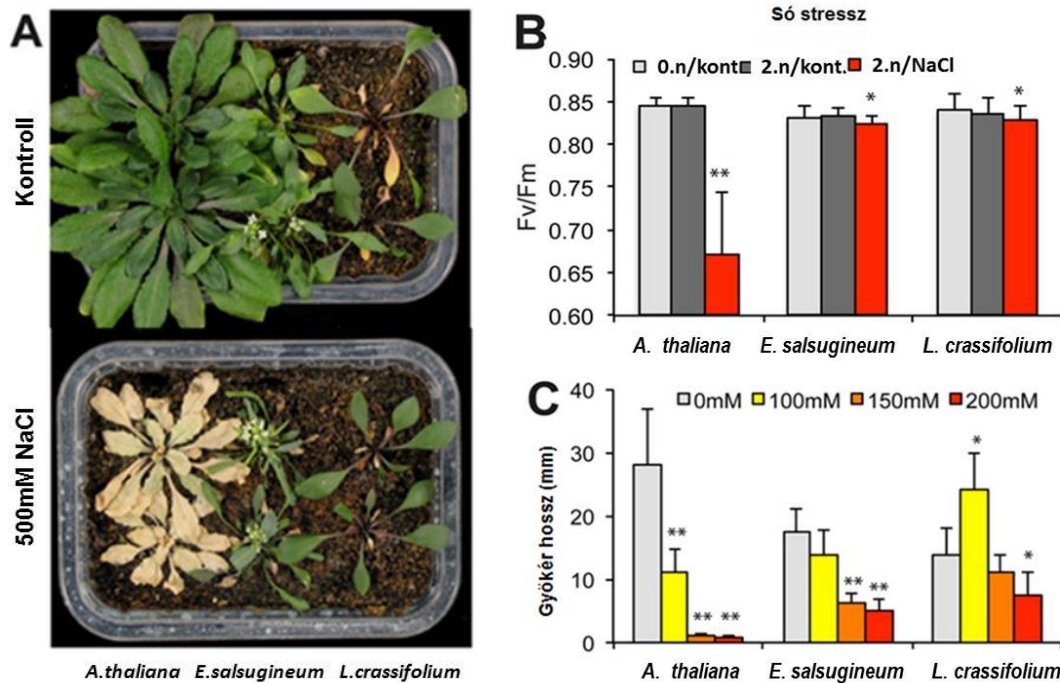 A
Kontroll
500mM NaCl
A.thaliana E.salsugineum L.crassifolium
Só stressz
B
0.n/kont 2.n/kont. 2.n/NaCl
Fv/Fm
0.90
0.85
0.80
0.75
0.70
0.65
0.60
**
*
*
A. thaliana E. salsugineum L. crassifolium
C
0mM 100mM 150mM 200mM
Gyökér hossz (mm)
40
30
20
10
0
** ** **
** **
* *
A. thaliana E. salsugineum L. crassifolium